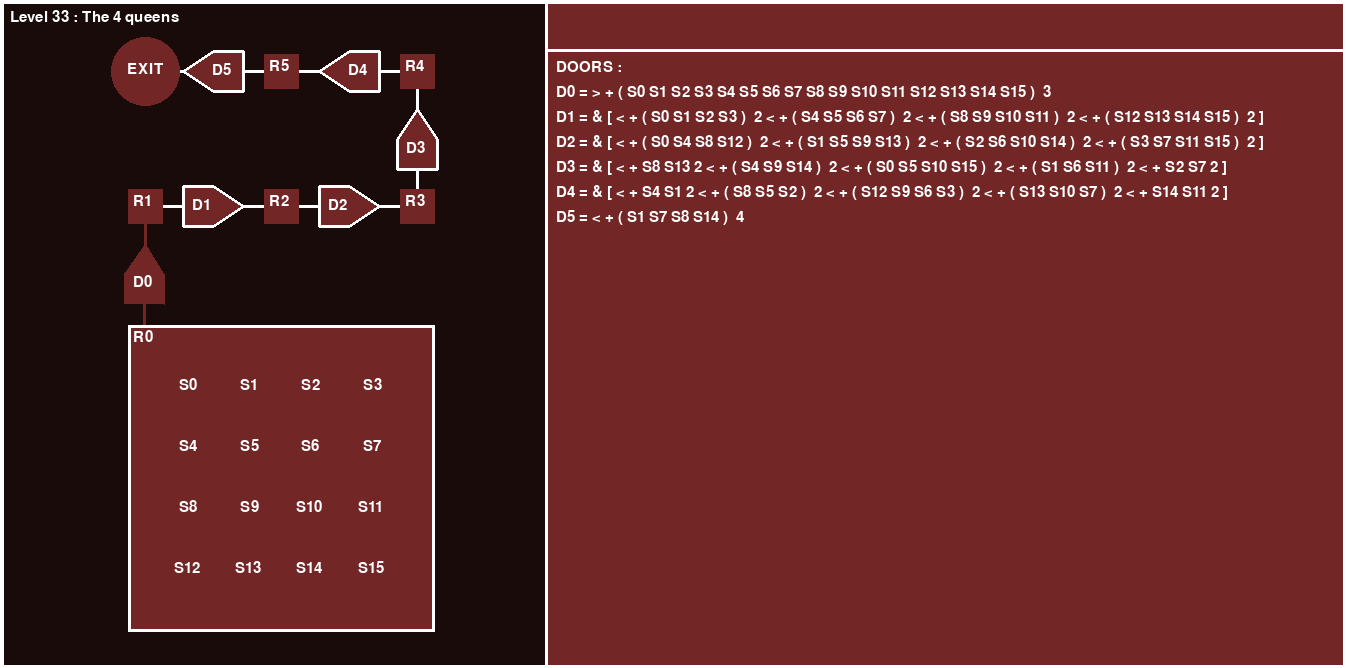 Level 33 : The 4 queens
EXIT D5 R5 D4 R4
D3
R1 D1 R2 D2 R3
D0
R0
S0 S1 S2 S3
S4 S5 S6 S7
S8 S9 S10 S11
S12 S13 S14 S15
DOORS :
D0 = > + ( S0 S1 S2 S3 S4 S5 S6 S7 S8 S9 S10 S11 S12 S13 S14 S15 ) 3
D1 = & [ < + ( S0 S1 S2 S3 ) 2 < + ( S4 S5 S6 S7 ) 2 < + ( S8 S9 S10 S11 ) 2 < + ( S12 S13 S14 S15 ) 2 ]
D2 = & [ < + ( S0 S4 S8 S12 ) 2 < + ( S1 S5 S9 S13 ) 2 < + ( S2 S6 S10 S14 ) 2 < + ( S3 S7 S11 S15 ) 2 ]
D3 = & [ < + S8 S13 2 < + ( S4 S9 S14 ) 2 < + ( S0 S5 S10 S15 ) 2 < + ( S1 S6 S11 ) 2 < + S2 S7 2 ]
D4 = & [ < + S4 S1 2 < + ( S8 S5 S2 ) 2 < + ( S12 S9 S6 S3 ) 2 < + ( S13 S10 S7 ) 2 < + S14 S11 2 ]
D5 = < + ( S1 S7 S8 S14 ) 4